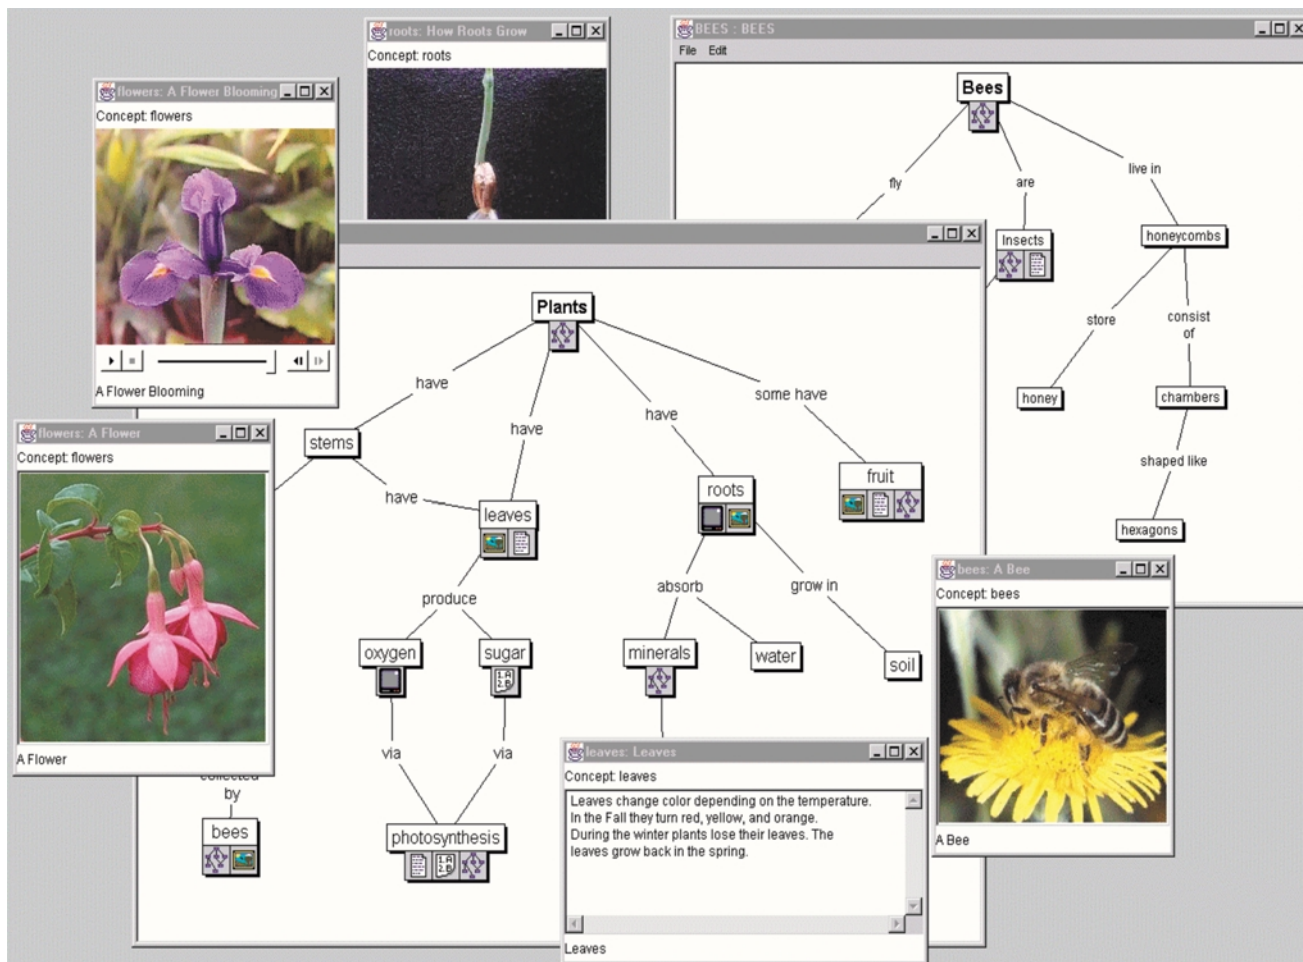 roots: How Roots Grow
Concept: roots
BEES : BEES
File Edit
Bees
fly
are
live in
Insects
honeycombs
store
consist
of
honey
chambers
shaped like
hexagons
flowers: A Flower Blooming
Concept: flowers
A Flower Blooming
flowers: A Flower
Concept: flowers
A Flower
Plants
have
have
have
some have
stems
have
leaves
roots
fruit
produce
absorb
grow in
oxygen
sugar
minerals
water
soil
1.A
2.B
via
via
collected
by
bees
photosynthesis
1.A
2.B
leaves: Leaves
Concept: leaves
Leaves change color depending on the temperature.
In the Fall they turn red, yellow, and orange.
During the winter plants lose their leaves. The
leaves grow back in the spring.
Leaves
bees: A Bee
Concept: bees
A Bee